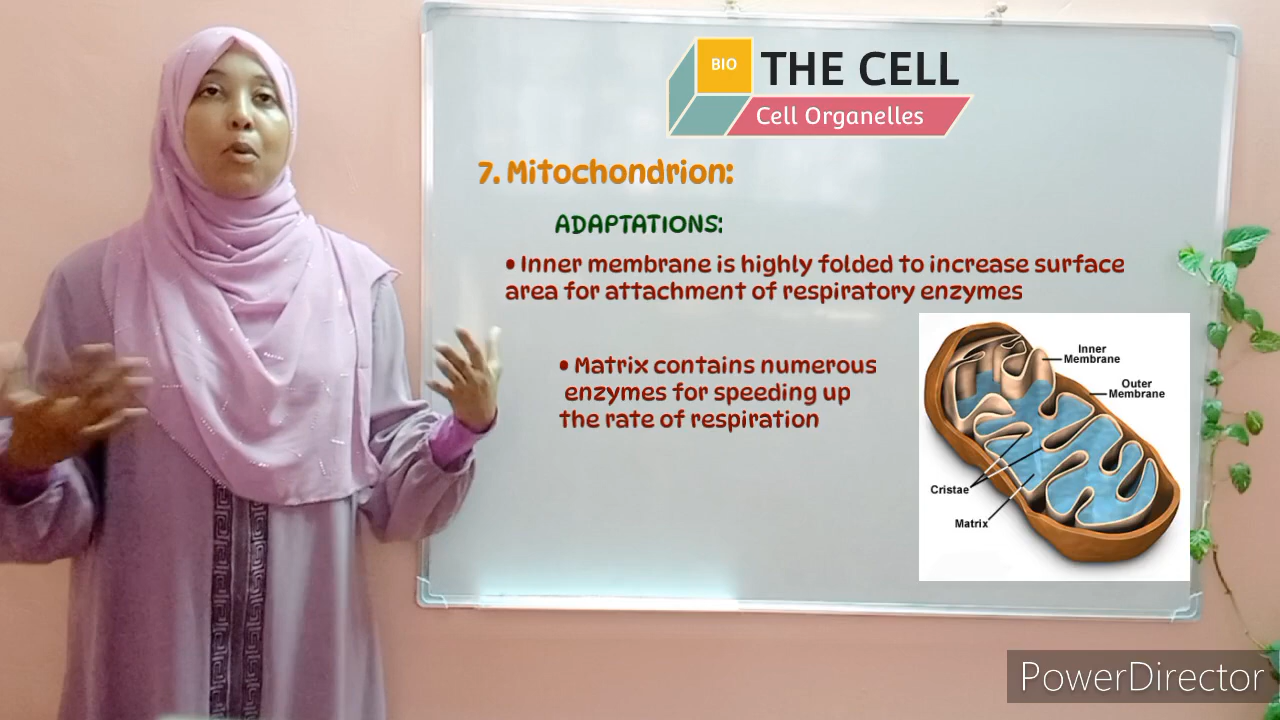 BIO
THE CELL
Cell Organelles
7. Mitochondrion:
ADAPTATIONS:
• Inner membrane is highly folded to increase surface
area for attachment of respiratory enzymes
• Matrix contains numerous
enzymes for speeding up
the rate of respiration
Inner
Membrane
Outer
Membrane
Cristae
Matrix
PowerDirector